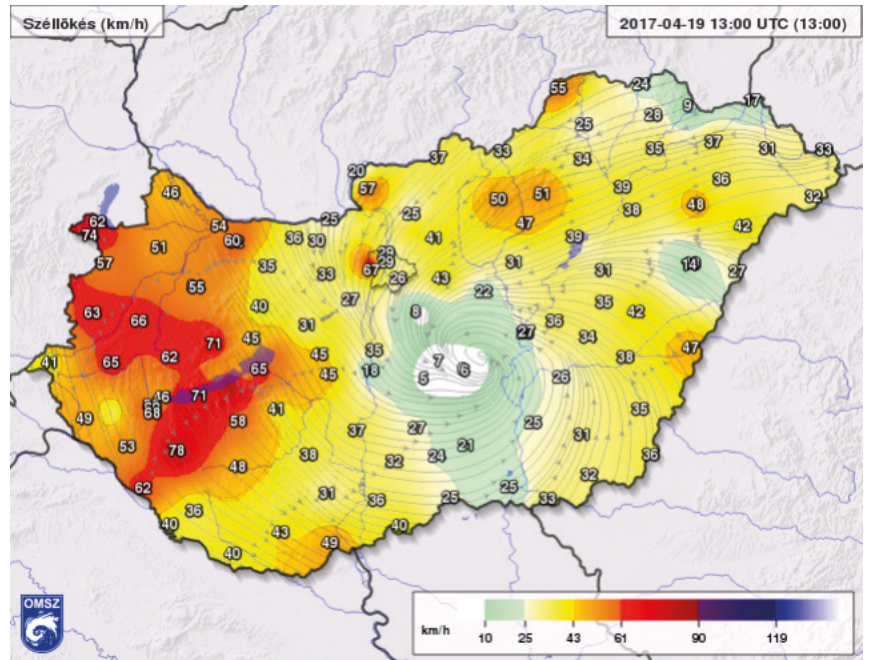 Széllökés (km/h)
2017-04-19 13:00 UTC (13:00)
55 24 9 17
28
25
37 33 34 35 37 31 33
20 57
46 50 51 39 36 48 32
62 74 54 25 25 47 38 42
51 60 36 30 41 39
57 35 33 67 29 29 26 43 31 31 14 27
55 40 27 22
63 66 31 8 27 36 35 42
71 45 34
41 65 62 45 35 7 38 47
65 45 18 5 6 26
46 71
68
49 58 41 37 27 25 35
53 78 48 38 32 24 21 31 36
62 36 31 36 25 25 33 32
40 43 49 40
40
OMSZ
km/h
10 25 43 61 90 119